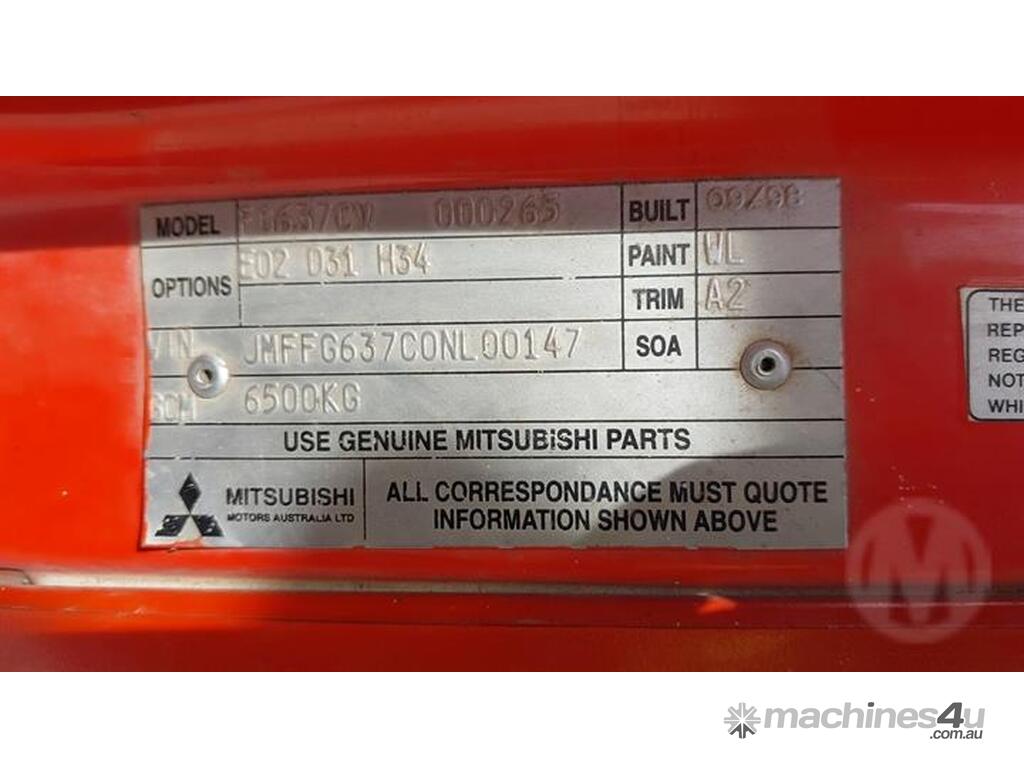 MODEL FG637CW 000265 BUILT 09/98
OPTIONS E02 D31 H34 PAINT WL
TRIM A2
VIN JMFFG637C0NL00147 SOA
GCM 6500KG
USE GENUINE MITSUBISHI PARTS
MITSUBISHI
MOTORS AUSTRALIA LTD
ALL CORRESPONDANCE MUST QUOTE
INFORMATION SHOWN ABOVE
THE
REP
REG
NOT
WHI
M
machines4u
.com.au